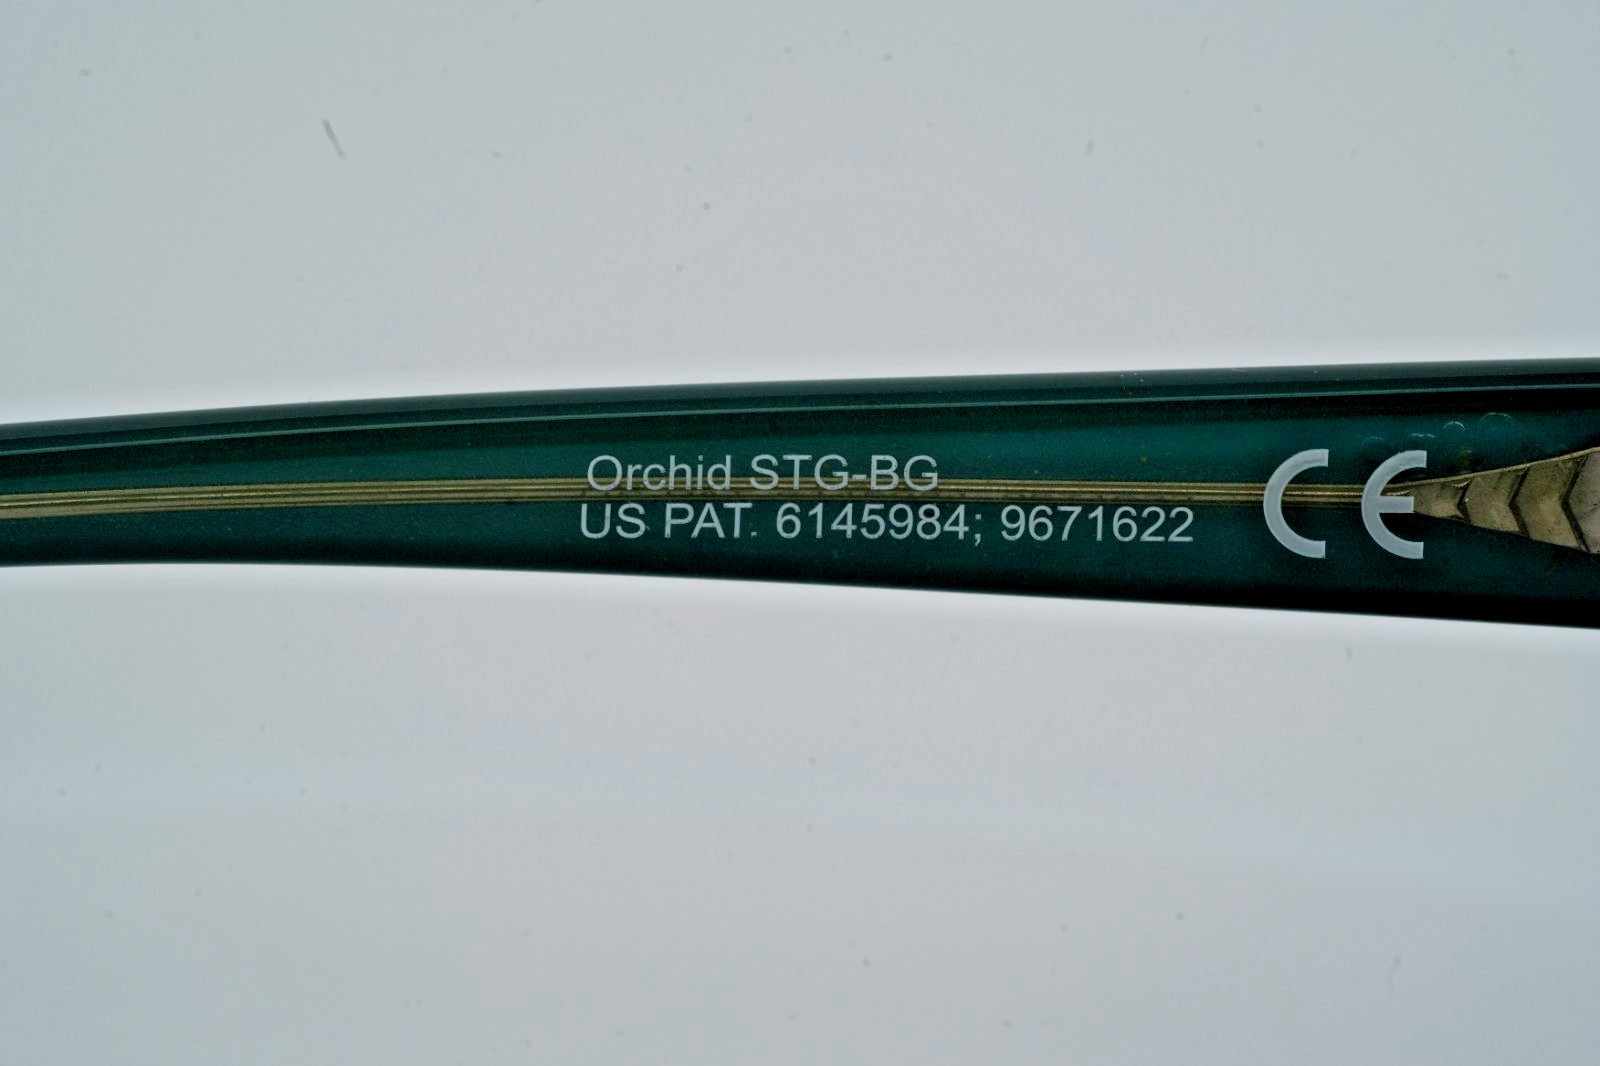 Orchid STG-BG
US PAT. 6145984; 9671622
CE